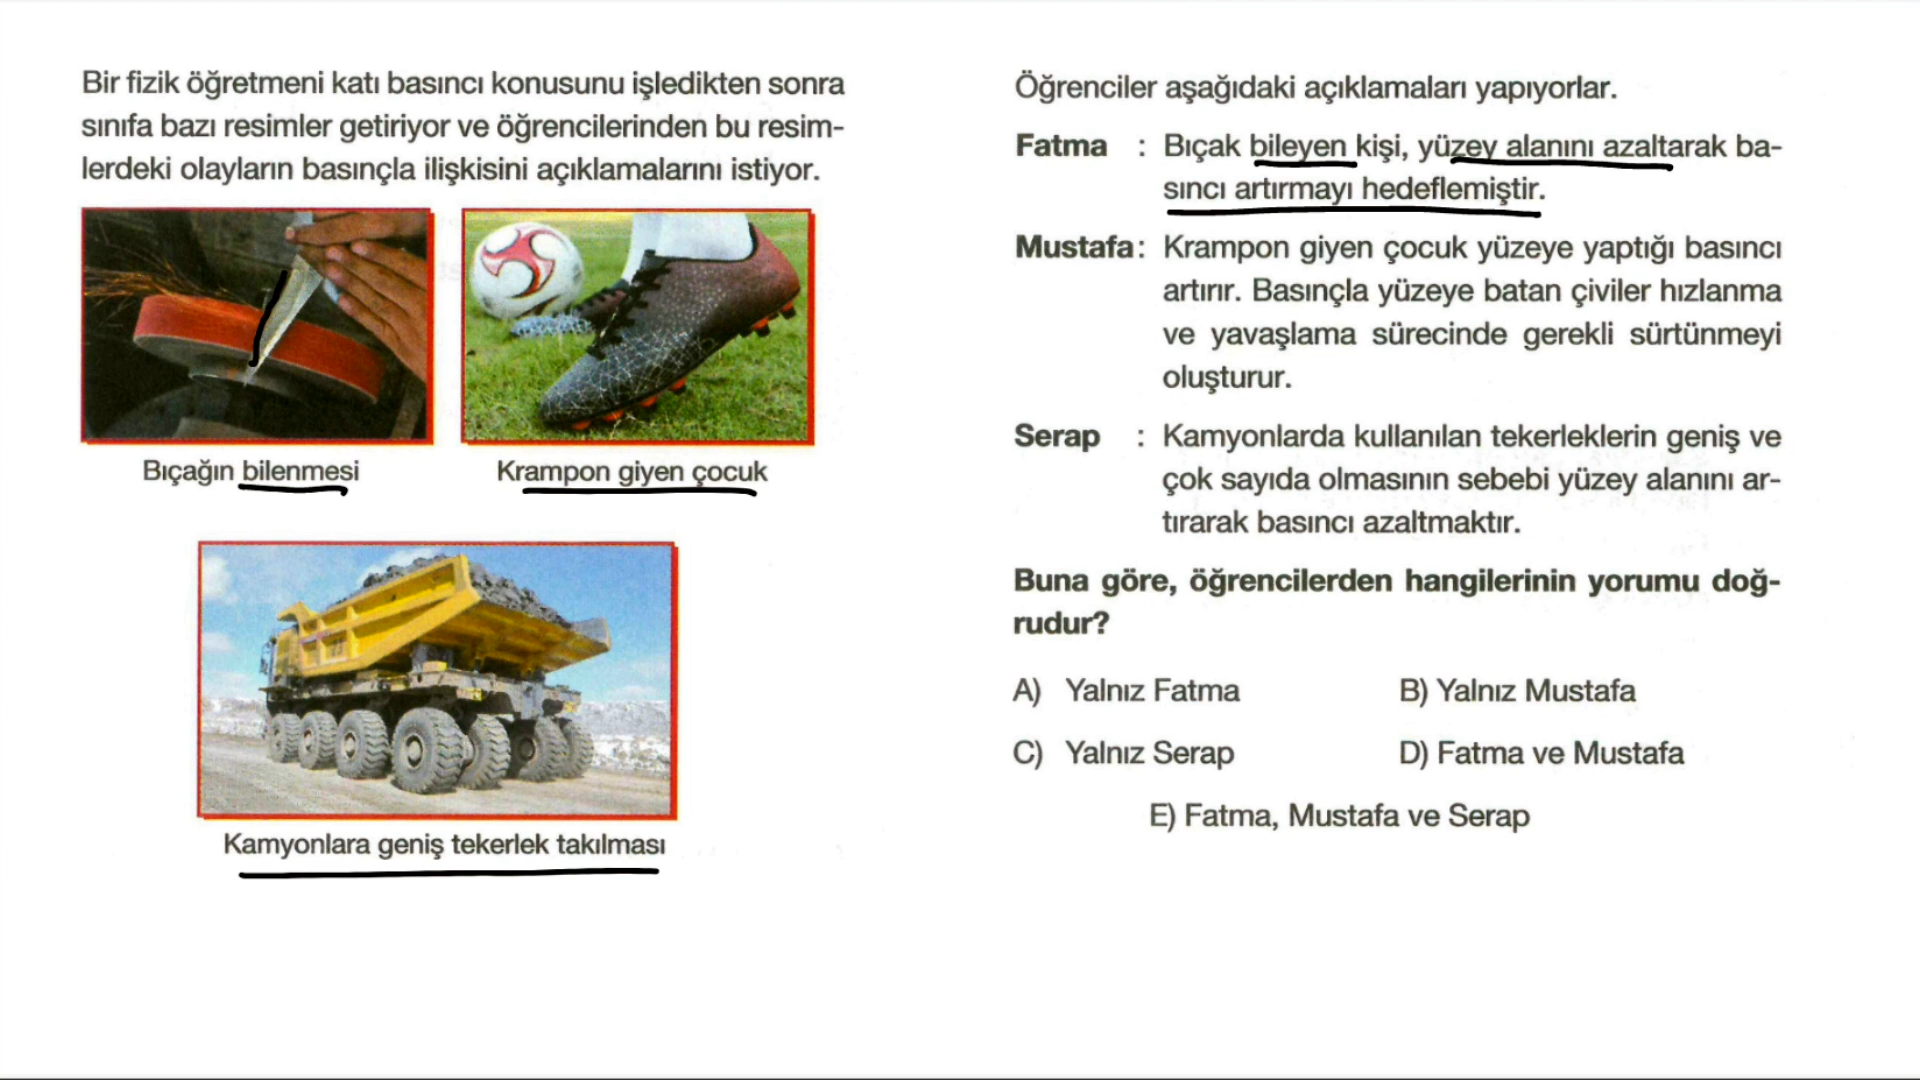 Bir fizik öğretmeni katı basıncı konusunu işledikten sonra
sınıfa bazı resimler getiriyor ve öğrencilerinden bu resim-
lerdeki olayların basınçla ilişkisini açıklamalarını istiyor.
Bıçağın bilenmesi
Krampon giyen çocuk
Kamyonlara geniş tekerlek takılması
Öğrenciler aşağıdaki açıklamaları yapıyorlar.
Fatma : Bıçak bileyen kişi, yüzey alanını azaltarak ba-
sıncı artırmayı hedeflemiştir.
Mustafa: Krampon giyen çocuk yüzeye yaptığı basıncı
artırır. Basınçla yüzeye batan çiviler hızlanma
ve yavaşlama sürecinde gerekli sürtünmeyi
oluşturur.
Serap : Kamyonlarda kullanılan tekerleklerin geniş ve
çok sayıda olmasının sebebi yüzey alanını ar-
tırarak basıncı azaltmaktır.
Buna göre, öğrencilerden hangilerinin yorumu doğ-
rudur?
A) Yalnız Fatma
B) Yalnız Mustafa
C) Yalnız Serap
D) Fatma ve Mustafa
E) Fatma, Mustafa ve Serap